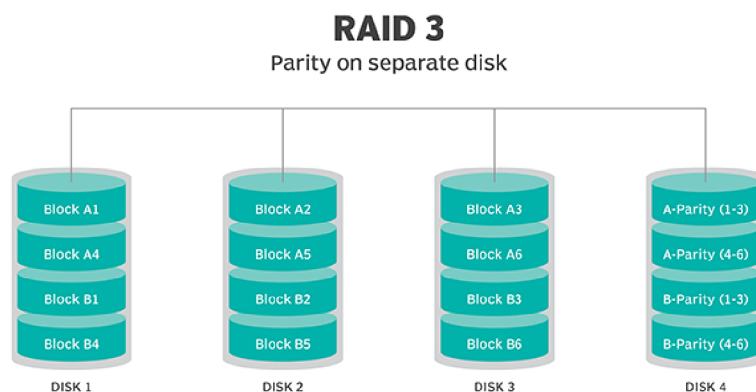 RAID 3
Parity on separate disk
Block A1
Block A2
Block A3
A-Parity (1-3)
Block A4
Block A5
Block A6
A-Parity (4-6)
Block B1
Block B2
Block B3
B-Parity (1-3)
Block B4
Block B5
Block B6
B-Parity (4-6)
DISK 1
DISK 2
DISK 3
DISK 4